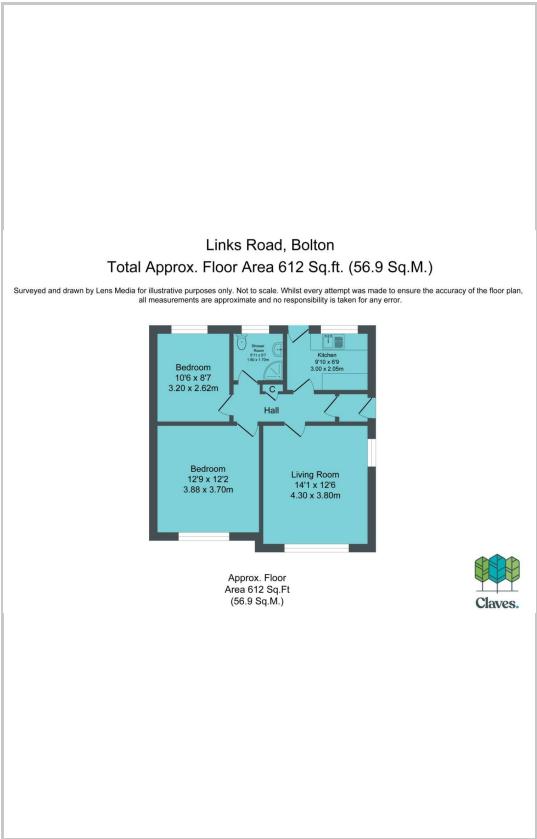 Links Road, Bolton
Total Approx. Floor Area 612 Sq.ft. (56.9 Sq.M.)
Surveyed and drawn by Lens Media for illustrative purposes only. Not to scale. Whilst every attempt was made to ensure the accuracy of the floor plan,
all measurements are approximate and no responsibility is taken for any error.
Bedroom
10'6 x 8'7
3.20 x 2.62m
Shower
Room
Kitchen
9'10 x 6'9
3.00 x 2.05m
C
Hall
Bedroom
12'9 x 12'2
3.88 x 3.70m
Living Room
14'1 x 12'6
4.30 x 3.80m
Approx. Floor
Area 612 Sq.Ft
(56.9 Sq.M.)
Claves.